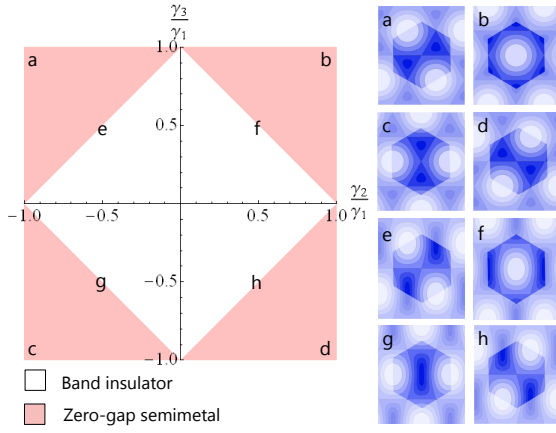 γ₃
γ₁
1.0
a
b
0.5
e
f
γ₂
γ₁
−1.0
−0.5
0.5
1.0
g
−0.5
h
c
−1.0
d
Band insulator
Zero-gap semimetal
a
b
c
d
e
f
g
h